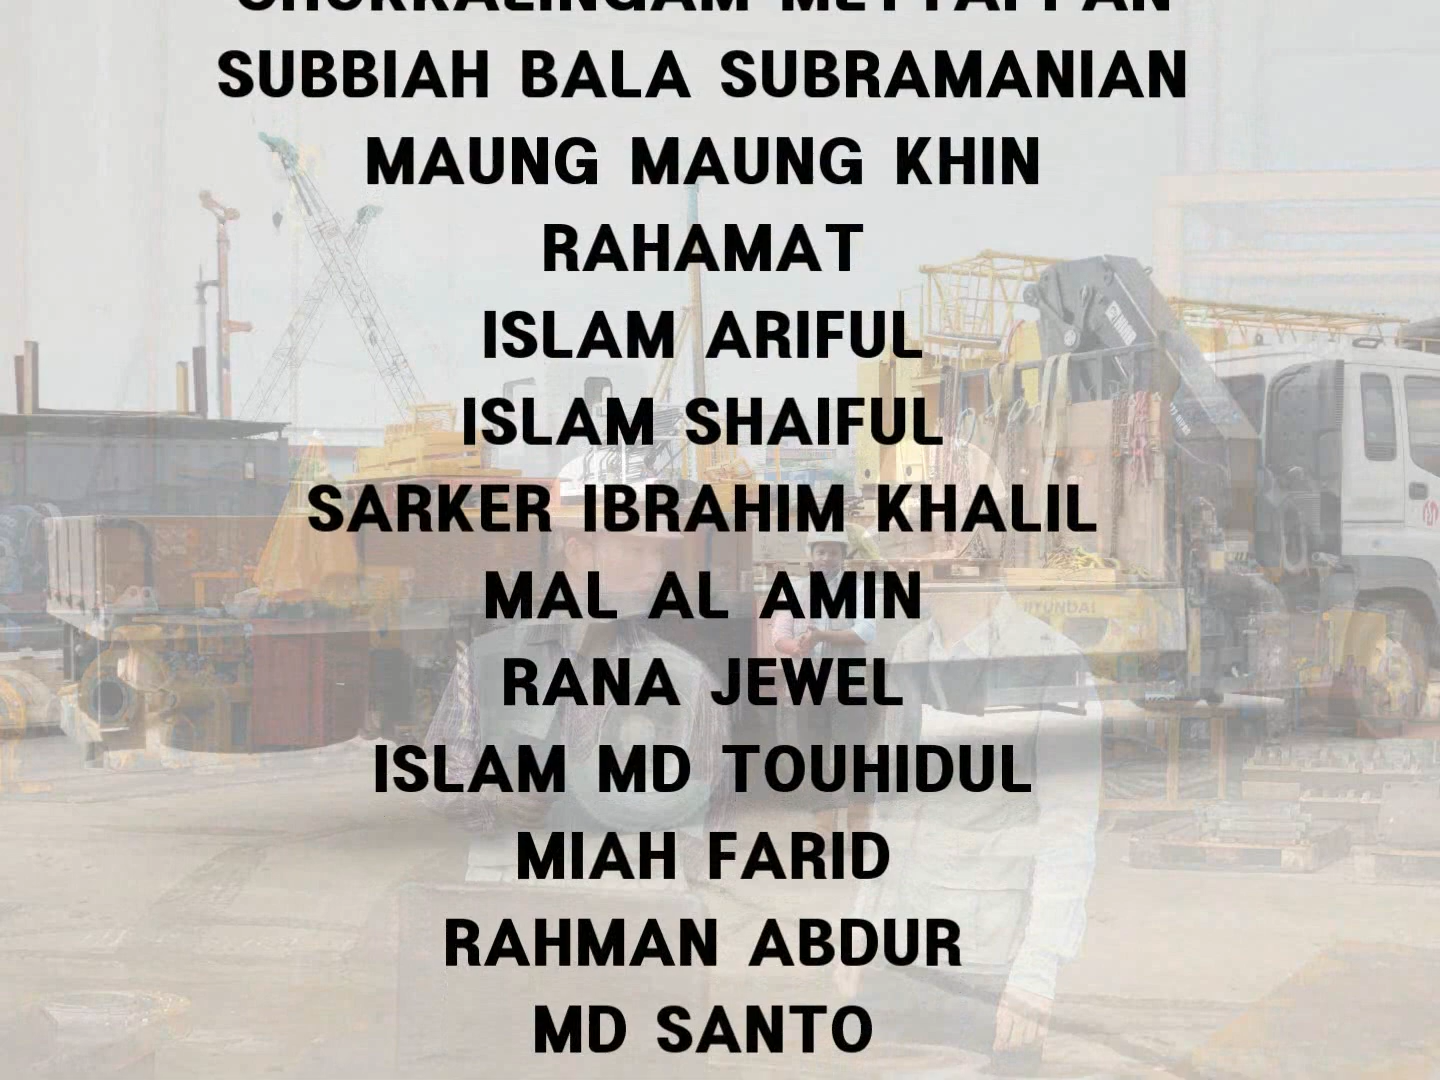 SUBBIAH BALA SUBRAMANIAN
MAUNG MAUNG KHIN
RAHAMAT
ISLAM ARIFUL
ISLAM SHAIFUL
SARKER IBRAHIM KHALIL
MAL AL AMIN
RANA JEWEL
ISLAM MD TOUHIDUL
MIAH FARID
RAHMAN ABDUR
MD SANTO
HYUNDAI